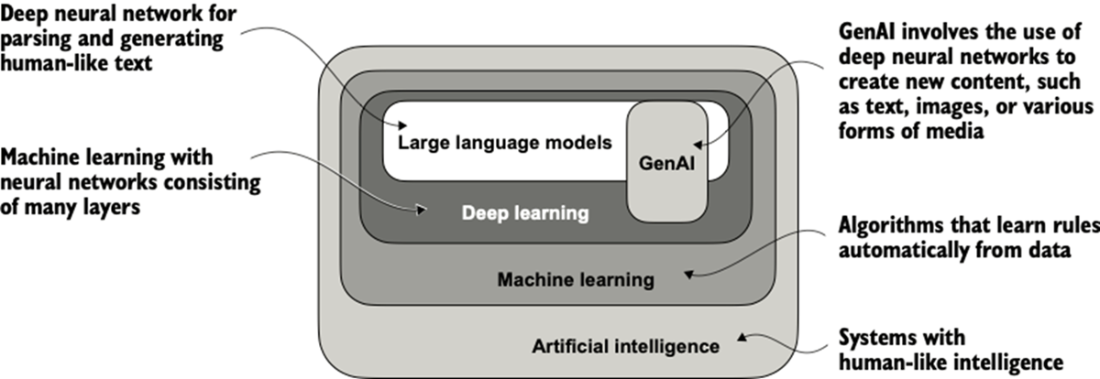 Deep neural network for
parsing and generating
human-like text
Machine learning with
neural networks consisting
of many layers
Large language models
GenAI
Deep learning
Machine learning
Artificial intelligence
GenAI involves the use of
deep neural networks to
create new content, such
as text, images, or various
forms of media
Algorithms that learn rules
automatically from data
Systems with
human-like intelligence